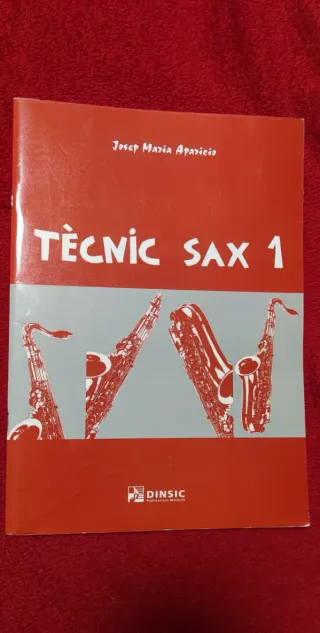 Josep Maria Aparicio
TÈCNIC SAX 1
DINSIC
Publicacions Musicals